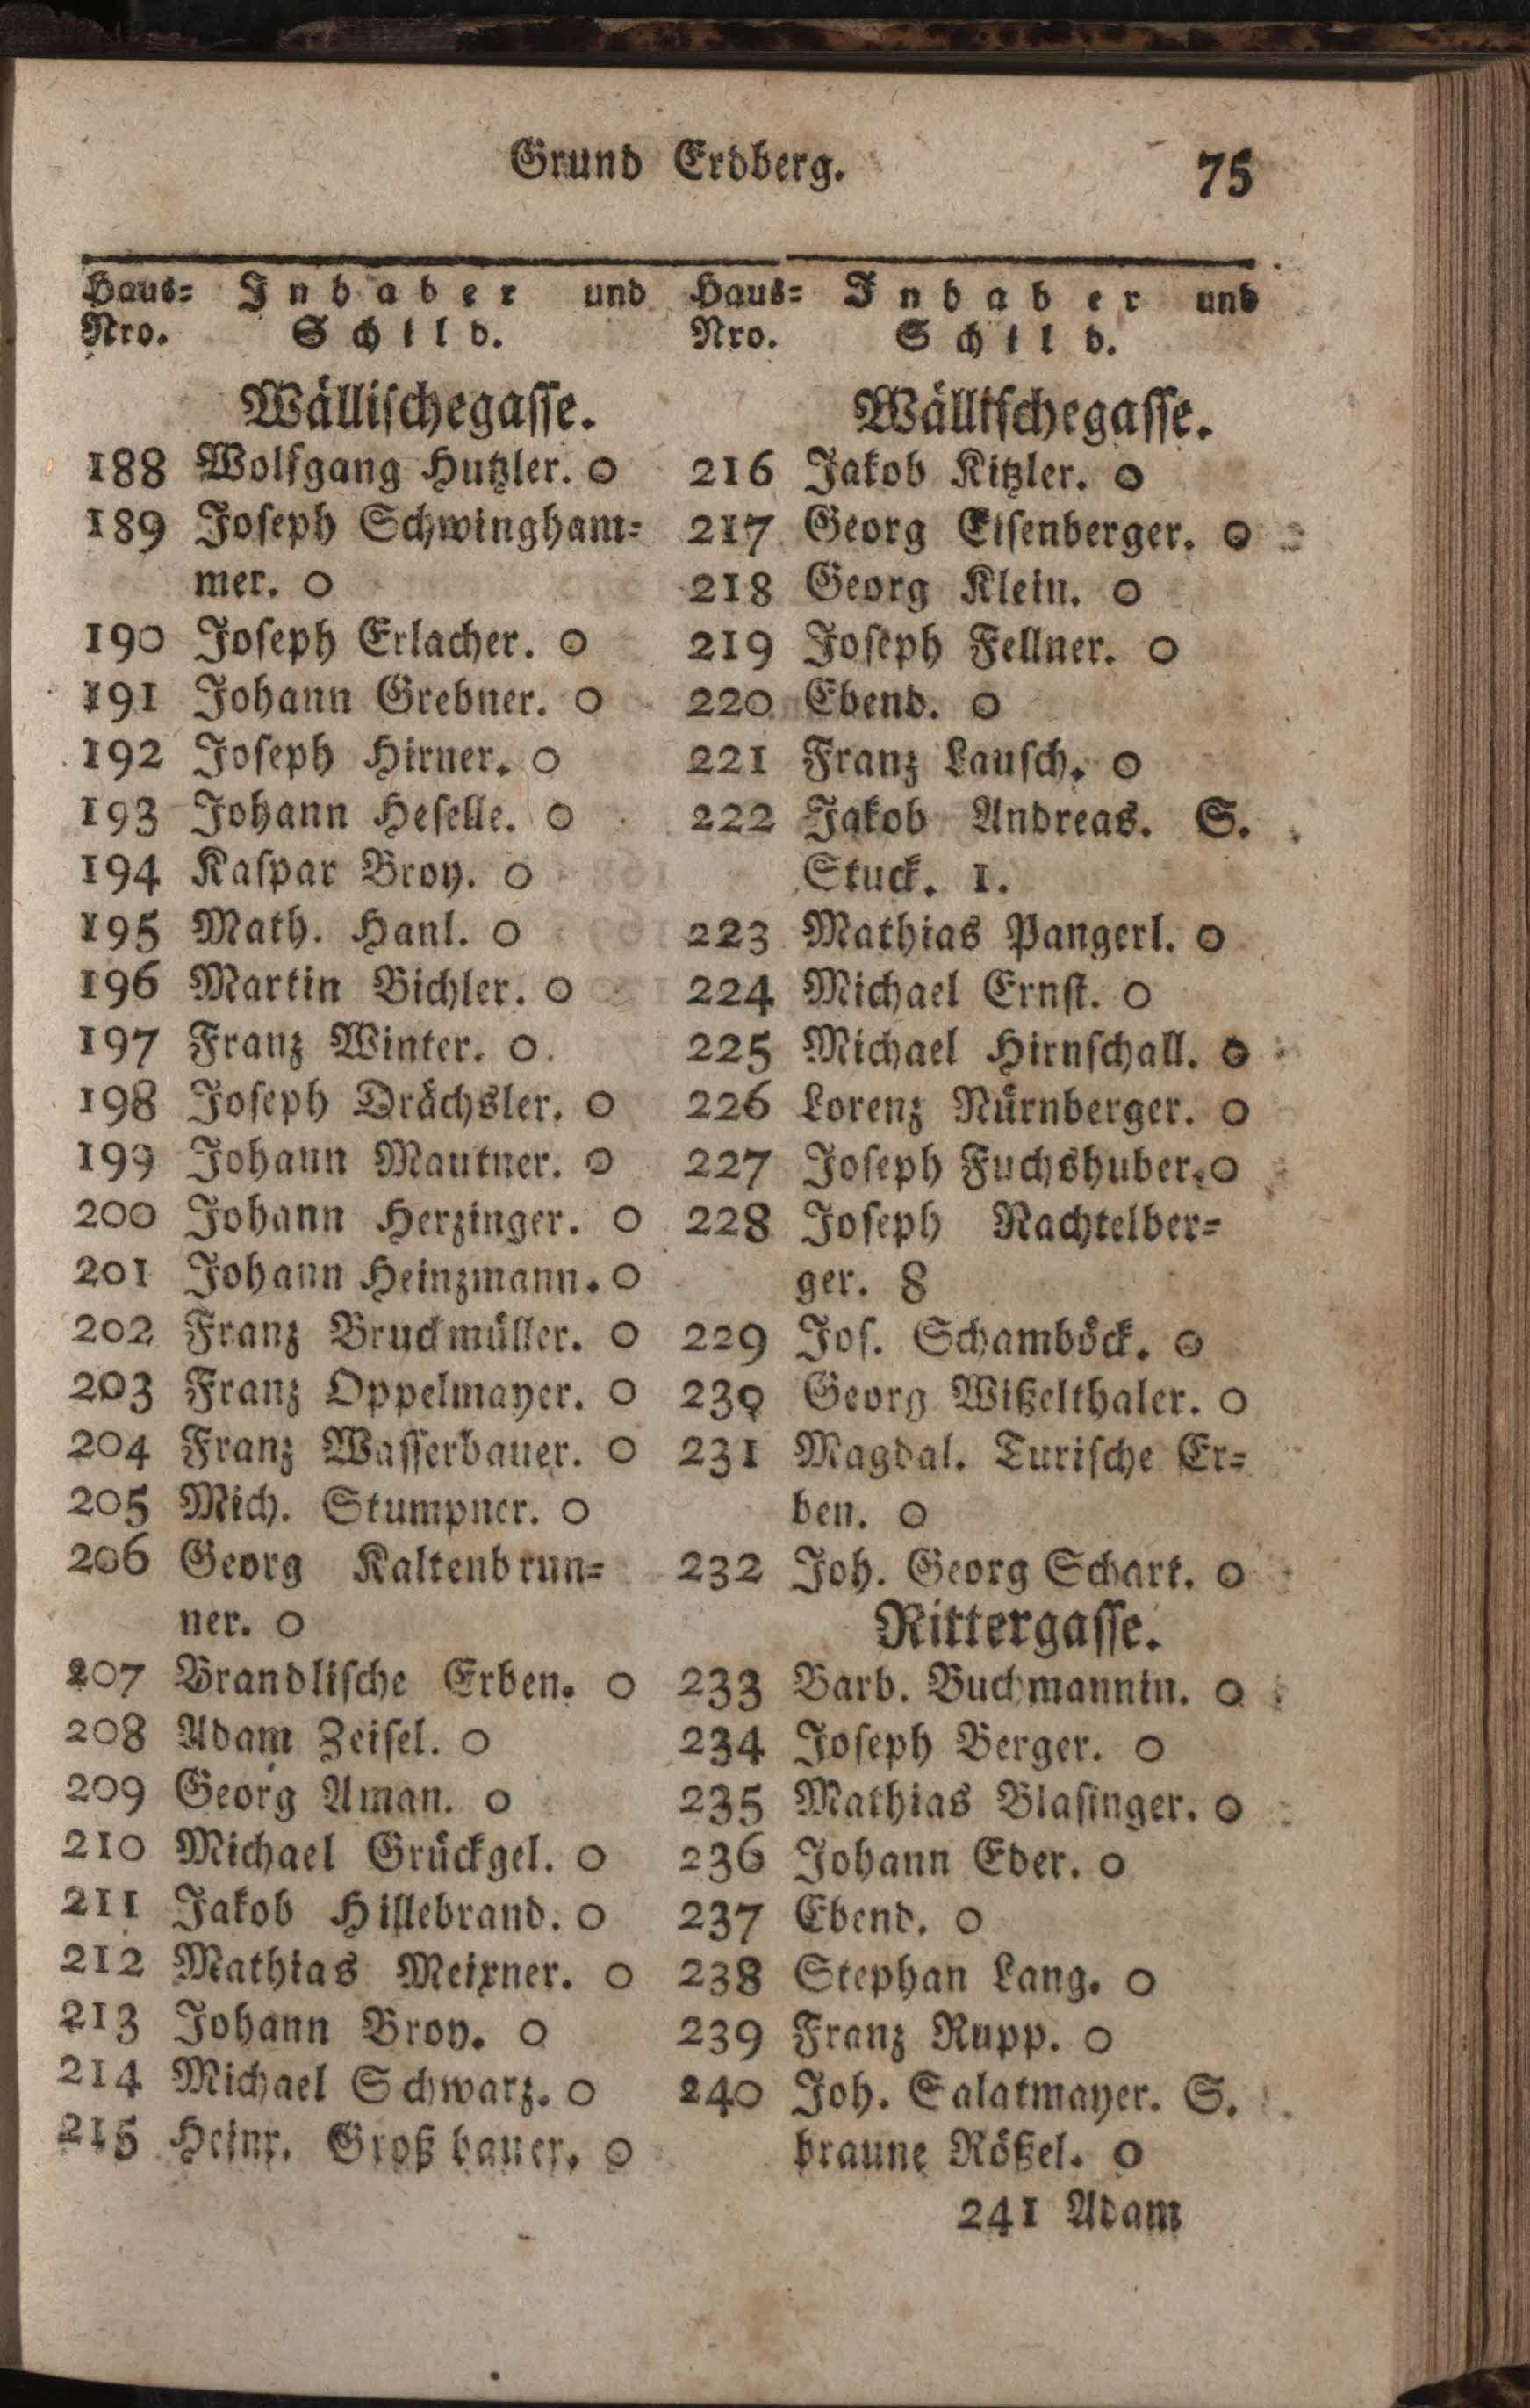 Grund Erdberg. 75
Haus= Inhaber und
Nro. Schild.
Wällischegasse.
188 Wolfgang Hutzler. o
189 Joseph Schwingham=
mer. o
190 Joseph Erlacher. o
191 Johann Grebner. o
192 Joseph Hirner. o
193 Johann Heselle. o
194 Kaspar Broy. o
195 Math. Hanl. o
196 Martin Bichler. o
197 Franz Winter. o.
198 Joseph Drächsler. o
199 Johann Mautner. o
200 Johann Herzinger. o
201 Johann Heinzmann. o
202 Franz Bruckmüller. o
203 Franz Oppelmayer. o
204 Franz Wasserbauer. o
205 Mich. Stumpner. o
206 Georg Kaltenbrun=
ner. o
207 Brandlische Erben. o
208 Adam Zeisel. o
209 Georg Aman. o
210 Michael Grückgel. o
211 Jakob Hillebrand. o
212 Mathias Meixner. o
213 Johann Broy. o
214 Michael Schwarz. o
215 Heinr. Großbauer. o
Haus= Inhaber und
Nro. Schild.
Wällischegasse.
216 Jakob Kitzler. o
217 Georg Eisenberger. o
218 Georg Klein. o
219 Joseph Fellner. o
220 Ebend. o
221 Franz Lausch. o
222 Jakob Andreas. S.
Stuck. 1.
223 Mathias Pangerl. o
224 Michael Ernst. o
225 Michael Hirnschall. o
226 Lorenz Nürnberger. o
227 Joseph Fuchshuber. o
228 Joseph Nachtelber=
ger. 8
229 Jos. Schamböck. o
230 Georg Wißelthaler. o
231 Magdal. Turische Er=
ben. o
232 Joh. Georg Schart. o
Rittergasse.
233 Barb. Buchmannin. o
234 Joseph Berger. o
235 Mathias Blasinger. o
236 Johann Eder. o
237 Ebend. o
238 Stephan Lang. o
239 Franz Rupp. o
240 Joh. Salatmayer. S.
braune Rößel. o
241 Adam